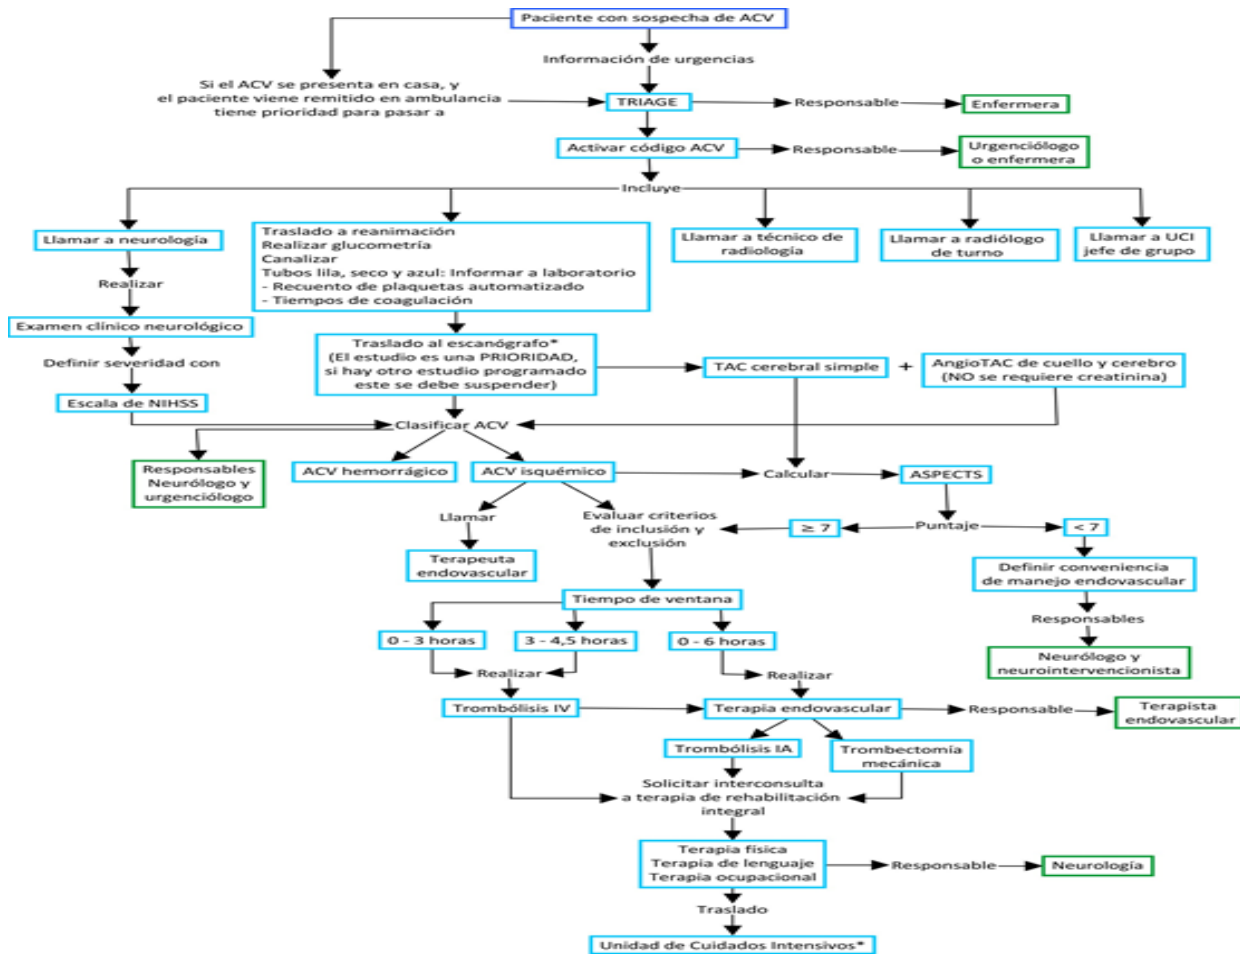 Paciente con sospecha de ACV
Información de urgencias
Si el ACV se presenta en casa, y
el paciente viene remitido en ambulancia
tiene prioridad para pasar a
TRIAGE
Responsable
Enfermera
Activar código ACV
Responsable
Urgenciólogo
o enfermera
Incluye
Llamar a neurología
Traslado a reanimación
Realizar glucometría
Canalizar
Tubos lila, seco y azul: Informar a laboratorio
- Recuento de plaquetas automatizado
- Tiempos de coagulación
Llamar a técnico de
radiología
Llamar a radiólogo
de turno
Llamar a UCI
jefe de grupo
Realizar
Examen clínico neurológico
Definir severidad con
Escala de NIHSS
Traslado al escanógrafo*
(El estudio es una PRIORIDAD,
si hay otro estudio programado
este se debe suspender)
TAC cerebral simple
+
AngioTAC de cuello y cerebro
(NO se requiere creatinina)
Clasificar ACV
Responsables
Neurólogo y
urgenciólogo
ACV hemorrágico
ACV isquémico
Calcular
ASPECTS
Llamar
Terapeuta
endovascular
Evaluar criterios
de inclusión y
exclusión
≥ 7
Puntaje
< 7
Definir conveniencia
de manejo endovascular
Responsables
Neurólogo y
neurointervencionista
Tiempo de ventana
0 - 3 horas
3 - 4,5 horas
0 - 6 horas
Realizar
Realizar
Trombólisis IV
Terapia endovascular
Responsable
Terapista
endovascular
Trombólisis IA
Trombectomía
mecánica
Solicitar interconsulta
a terapia de rehabilitación
integral
Terapia física
Terapia de lenguaje
Terapia ocupacional
Responsable
Neurología
Traslado
Unidad de Cuidados Intensivos*